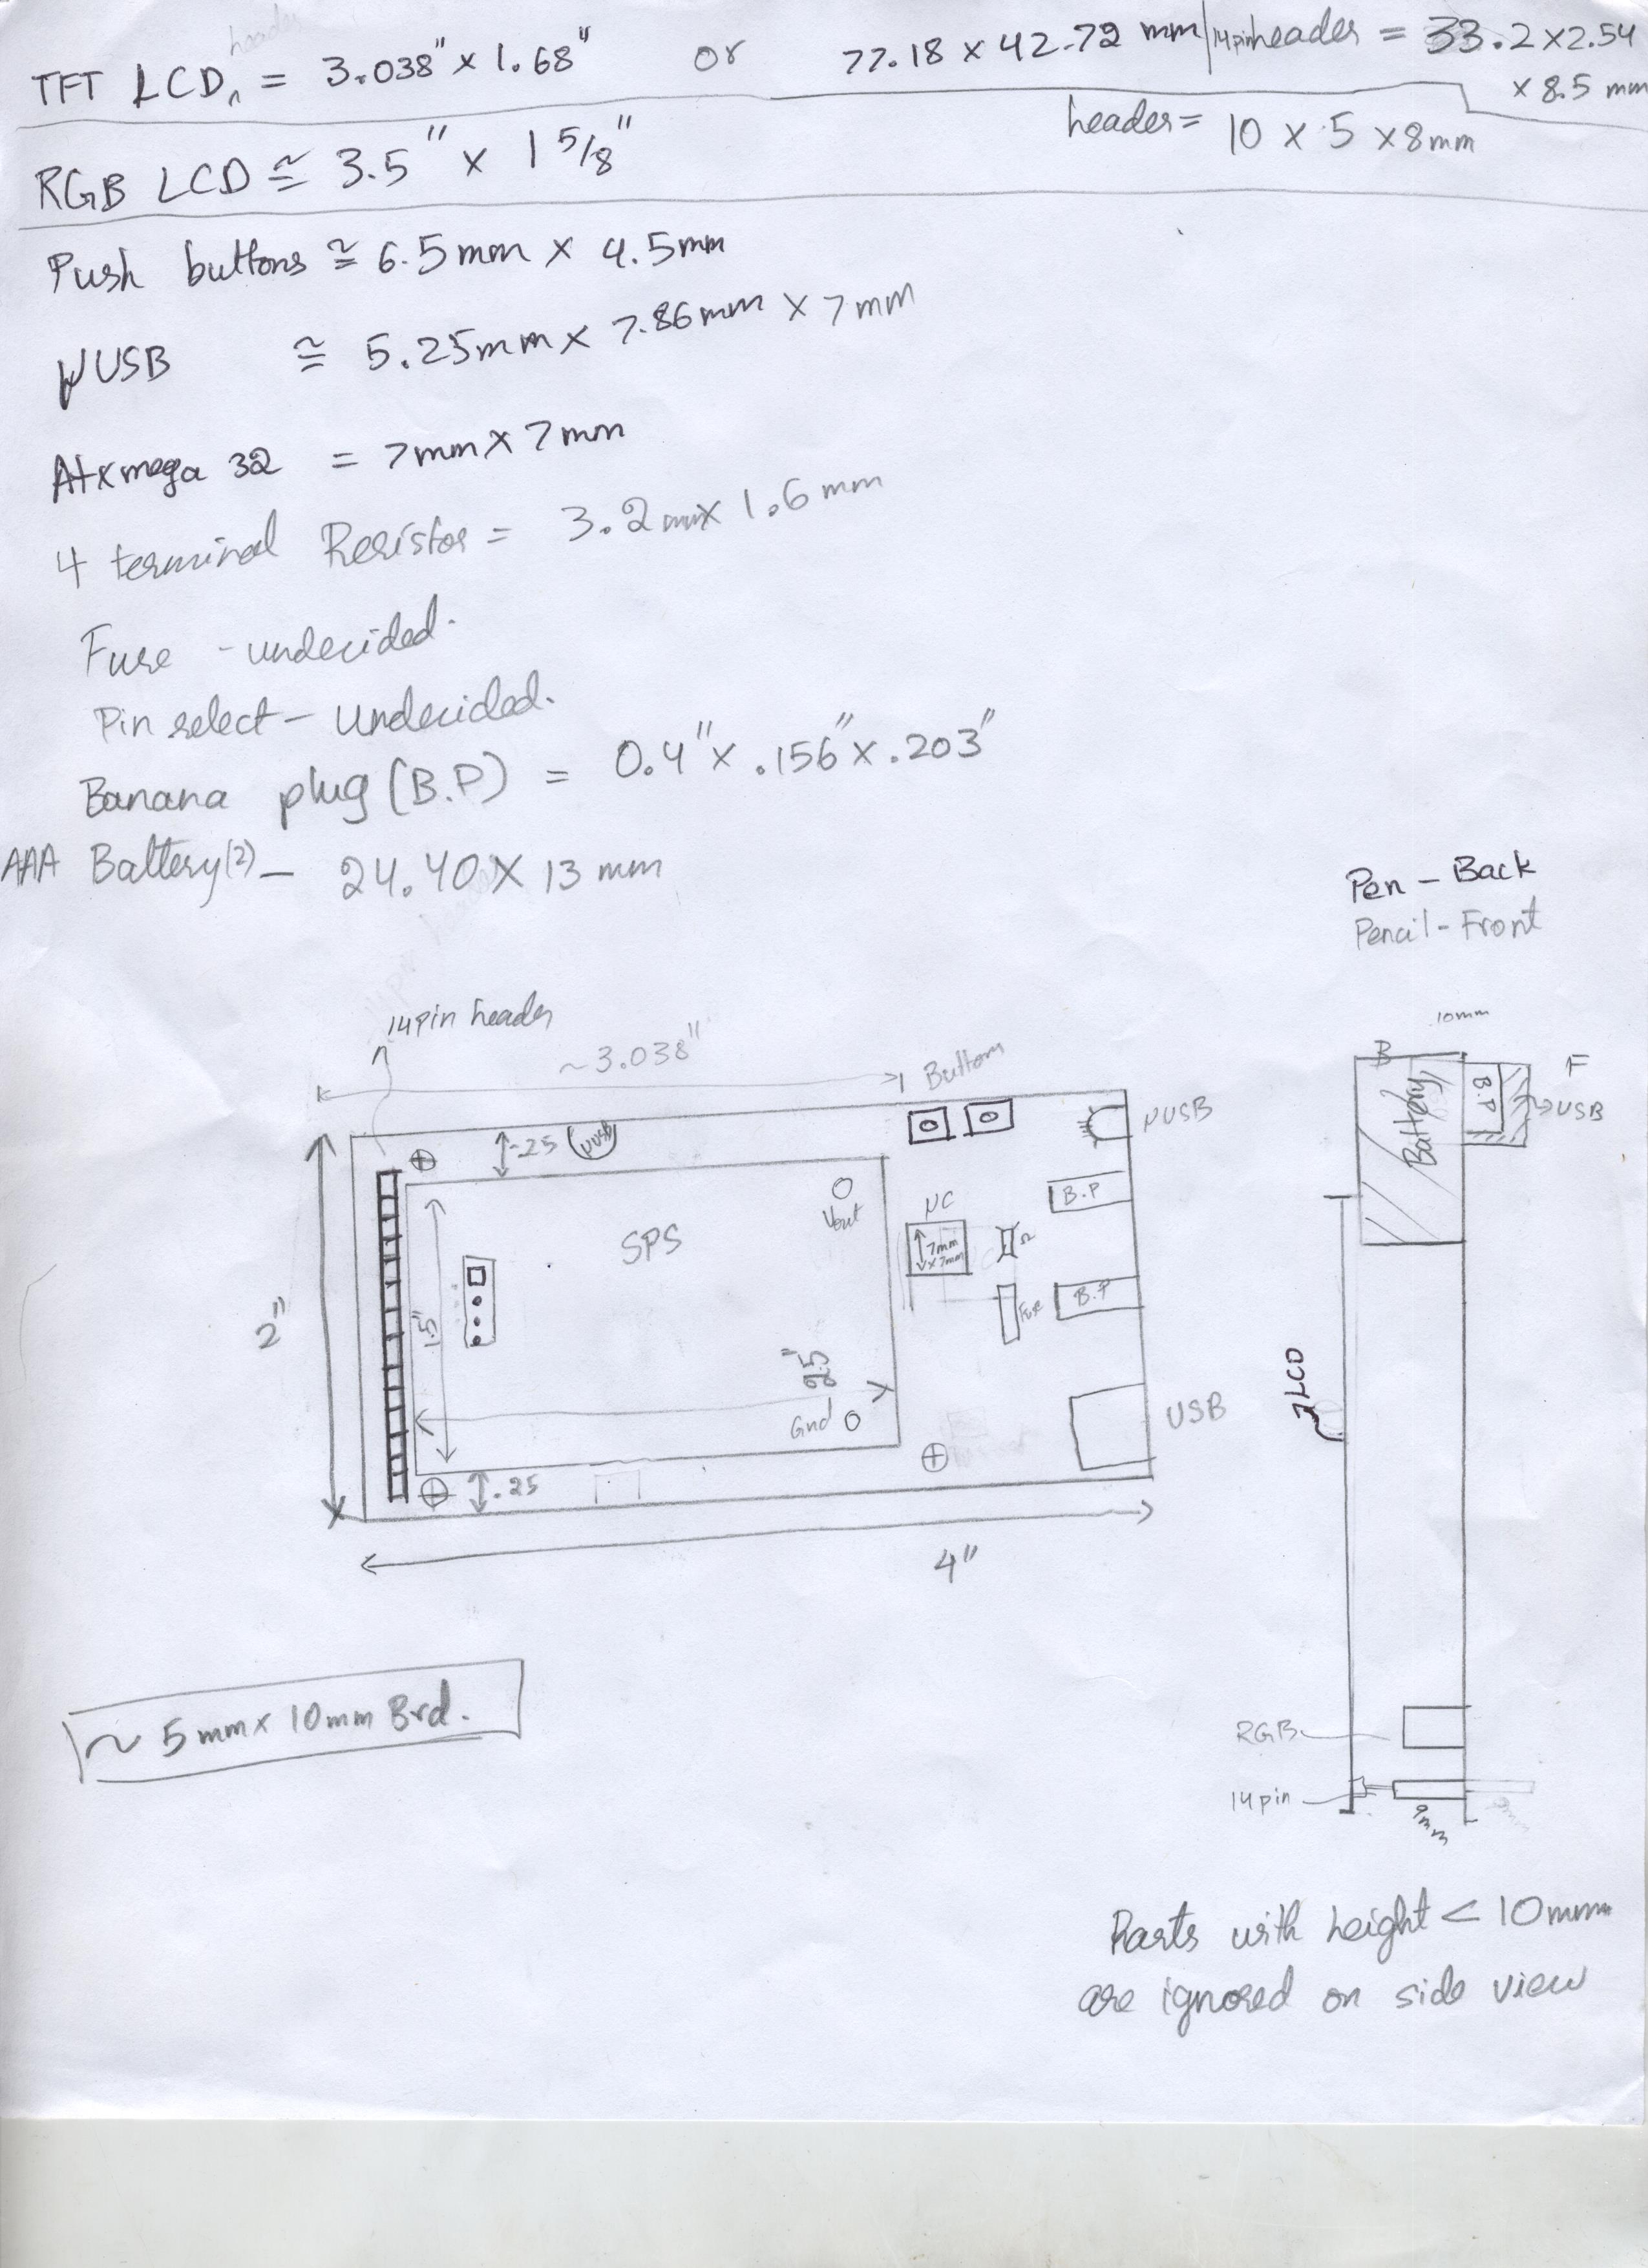 TFT LCD, = 3.038" x 1.68" or 77.18 x 42.72 mm | 14pin header = 33.2 x 2.54 x 8.5 mm
header = 10 x 5 x 8mm
RGB LCD ≅ 3.5" x 1 5/8"
Push buttons ≅ 6.5mm x 4.5mm
µUSB ≅ 5.25mm x 7.86mm x 7mm
Atxmega 32 = 7mm x 7mm
4 terminal Resistor = 3.2mm x 1.6mm
Fuse - undecided.
Pin select - undecided.
Banana plug (B.P) = 0.4" x .156" x .203"
AAA Battery(2) - 24.40 x 13 mm
Pen - Back
Pencil - Front
14pin header
~3.038"
Button
µUSB
.25
µUSB
B.P
Vout
SPS
µC
7mm
x 7mm
Ω
Fuse
B.P
1.5"
2"
2.5"
Gnd
USB
.25
4"
10mm
B
Battery
B.P
F
USB
LCD
RGB
14pin
9mm
9mm
~ 5mm x 10mm Brd.
Parts with height < 10mm
are ignored on side view